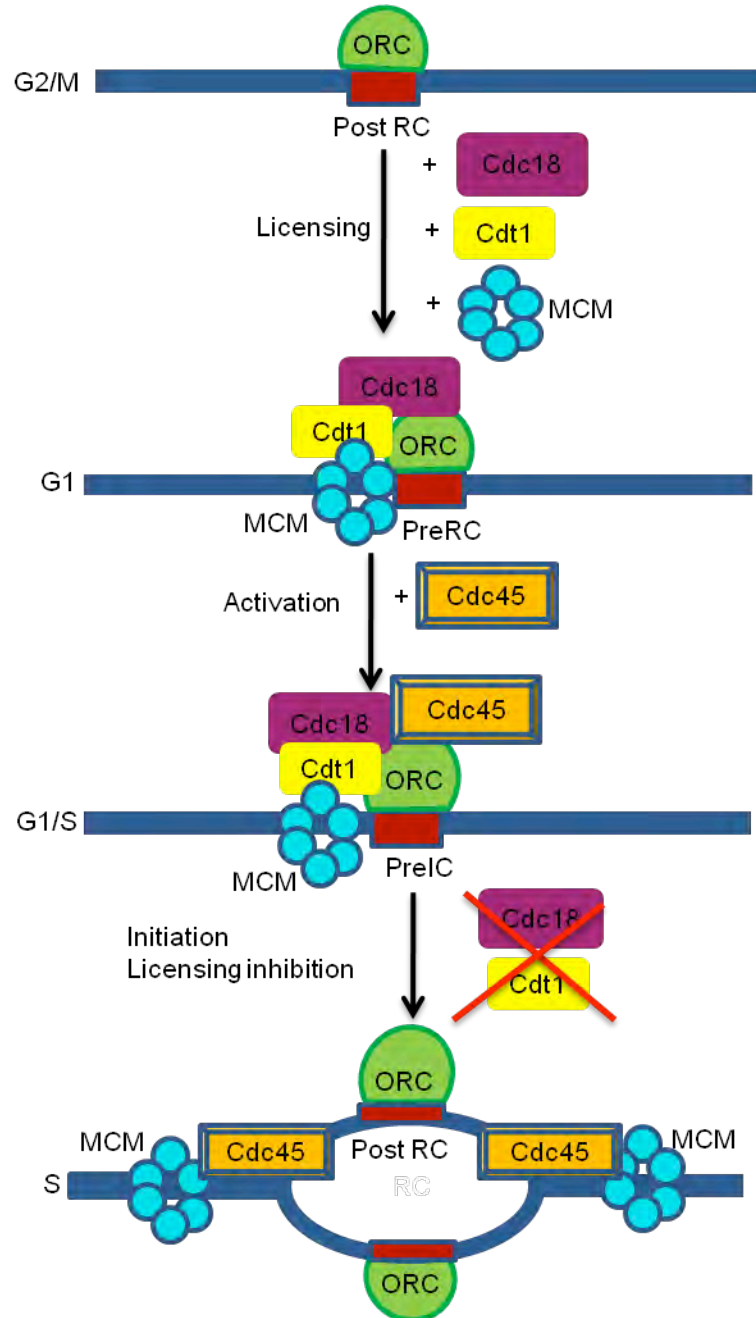 ORC
G2/M
Post RC
+ Cdc18
Licensing
+ Cdt1
+ MCM
Cdc18
Cdt1
ORC
G1
MCM
PreRC
Activation
+ Cdc45
Cdc18
Cdc45
Cdt1
ORC
G1/S
MCM
PreIC
Cdc18
Initiation
Licensing inhibition
Cdt1
ORC
MCM
Cdc45
Post RC
Cdc45
MCM
S
RC
ORC